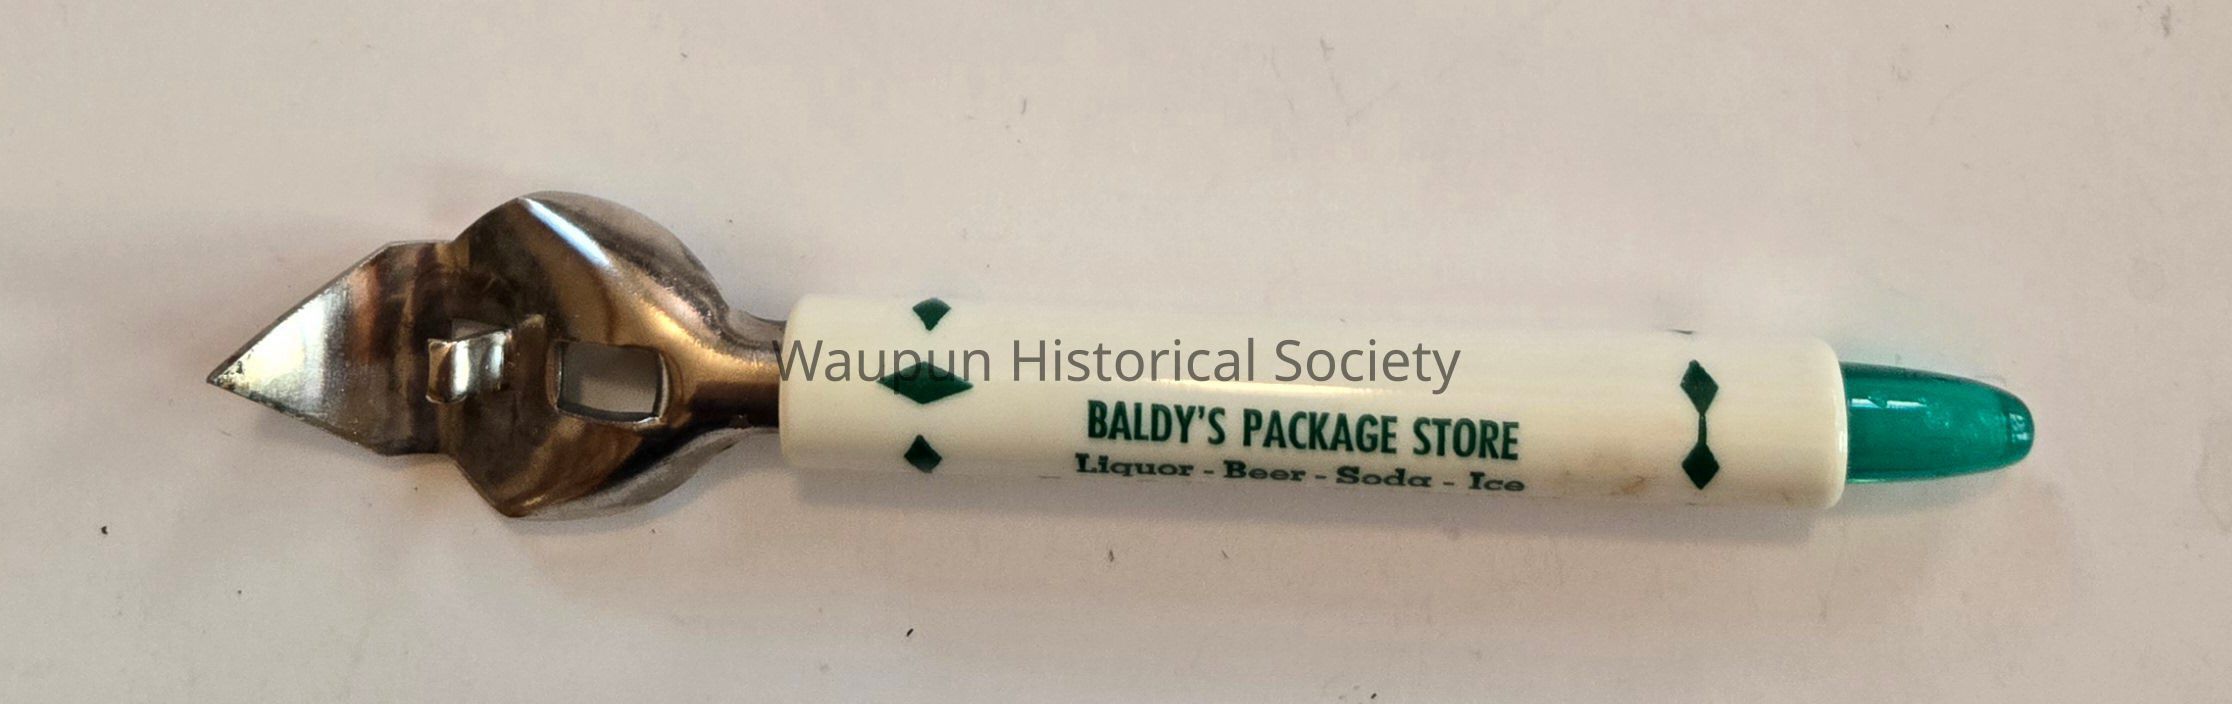 Waupun Historical Society
BALDY'S PACKAGE STORE
Liquor - Beer - Soda - Ice